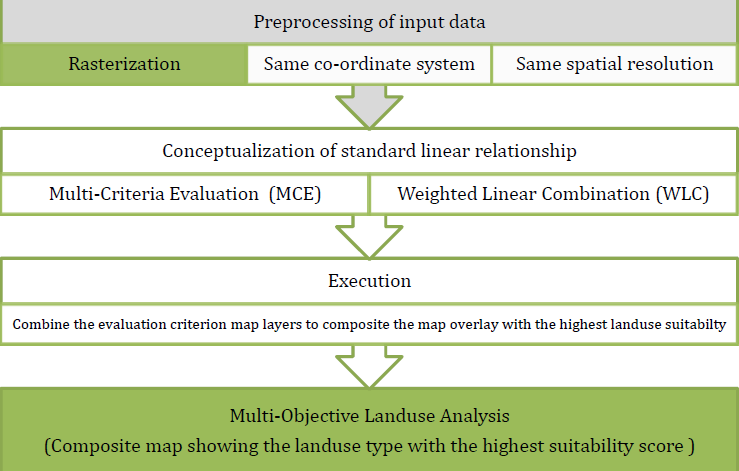 Preprocessing of input data
Rasterization Same co-ordinate system Same spatial resolution
Conceptualization of standard linear relationship
Multi-Criteria Evaluation (MCE) Weighted Linear Combination (WLC)
Execution
Combine the evaluation criterion map layers to composite the map overlay with the highest landuse suitabilty
Multi-Objective Landuse Analysis
(Composite map showing the landuse type with the highest suitability score )